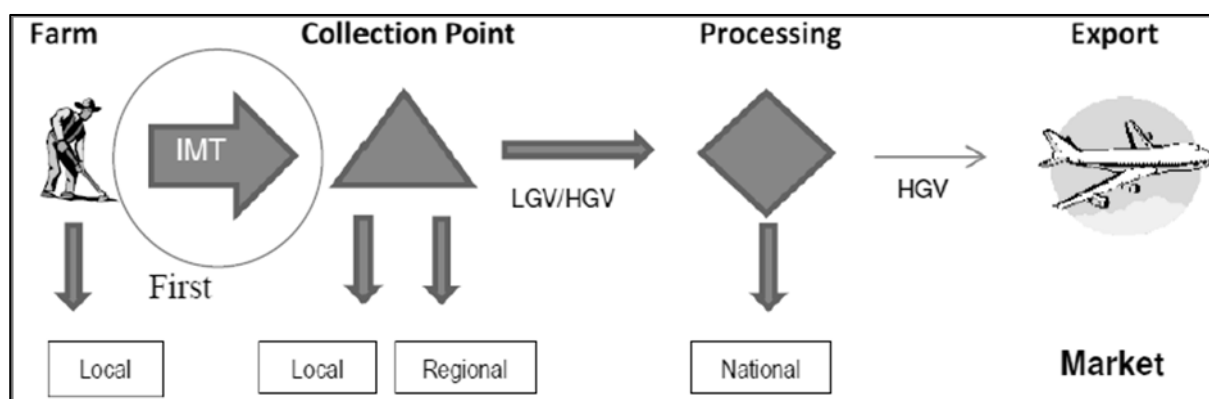 Farm
Collection Point
Processing
Export
IMT
LGV/HGV
HGV
First
Local
Local
Regional
National
Market